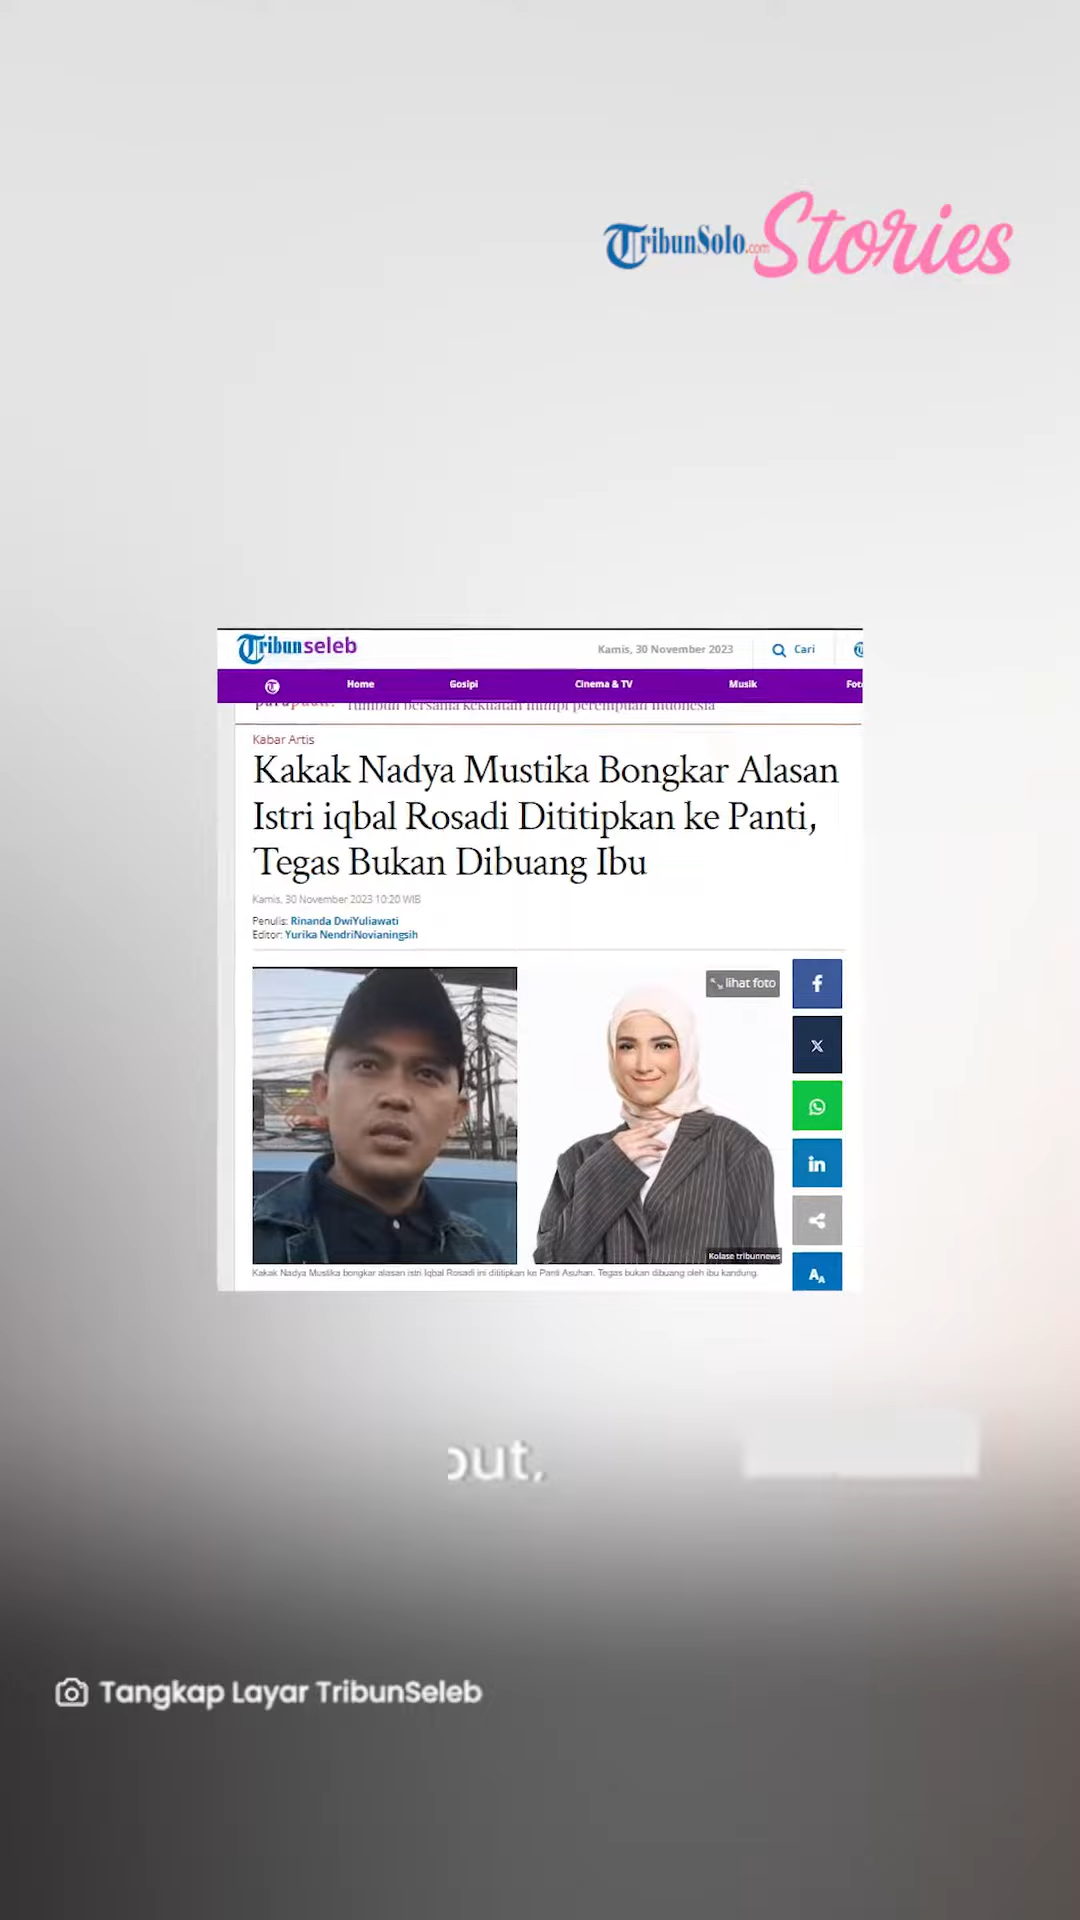 TribunSolo.com Stories
Tribunseleb
Kamis, 30 November 2023
Cari
Home
Gosipi
Cinema & TV
Musik
Kabar Artis
Kakak Nadya Mustika Bongkar Alasan
Istri iqbal Rosadi Dititipkan ke Panti,
Tegas Bukan Dibuang Ibu
Kamis, 30 November 2023 10:20 WIB
Penulis: Rinanda DwiYuliawati
Editor: Yurika NendriNovianingsih
lihat foto
Kolase tribunnews
Kakak Nadya Mustika bongkar alasan istri Iqbal Rosadi ini dititipkan ke Panti Asuhan. Tegas bukan dibuang oleh ibu kandung.
Tangkap Layar TribunSeleb